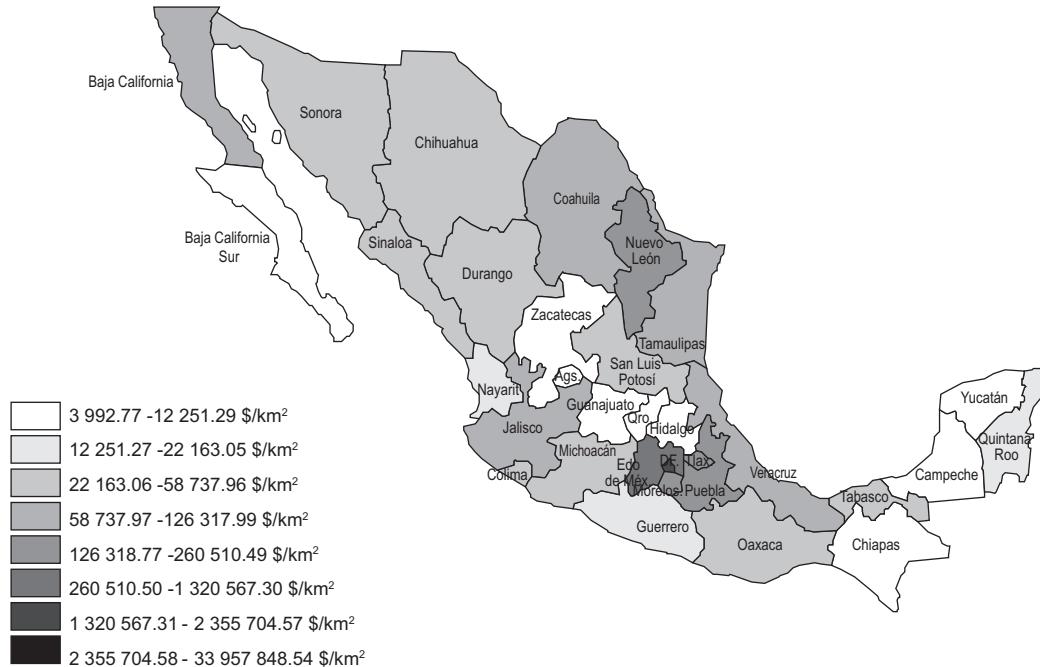 Baja California
Sonora
Chihuahua
Coahuila
Baja California
Sur
Sinaloa
Nuevo
León
Durango
Zacatecas
Tamaulipas
San Luis
Potosí
Ags.
Nayarit
Guanajuato
Qro
Hidalgo
Yucatán
Jalisco
Quintana
Roo
Michoacán
Colima
Edo
de Méx
DF.
Tlax.
Morelos.
Puebla
Veracruz
Campeche
Tabasco
Guerrero
Oaxaca
Chiapas
3 992.77 -12 251.29 $/km²
12 251.27 -22 163.05 $/km²
22 163.06 -58 737.96 $/km²
58 737.97 -126 317.99 $/km²
126 318.77 -260 510.49 $/km²
260 510.50 -1 320 567.30 $/km²
1 320 567.31 - 2 355 704.57 $/km²
2 355 704.58 - 33 957 848.54 $/km²